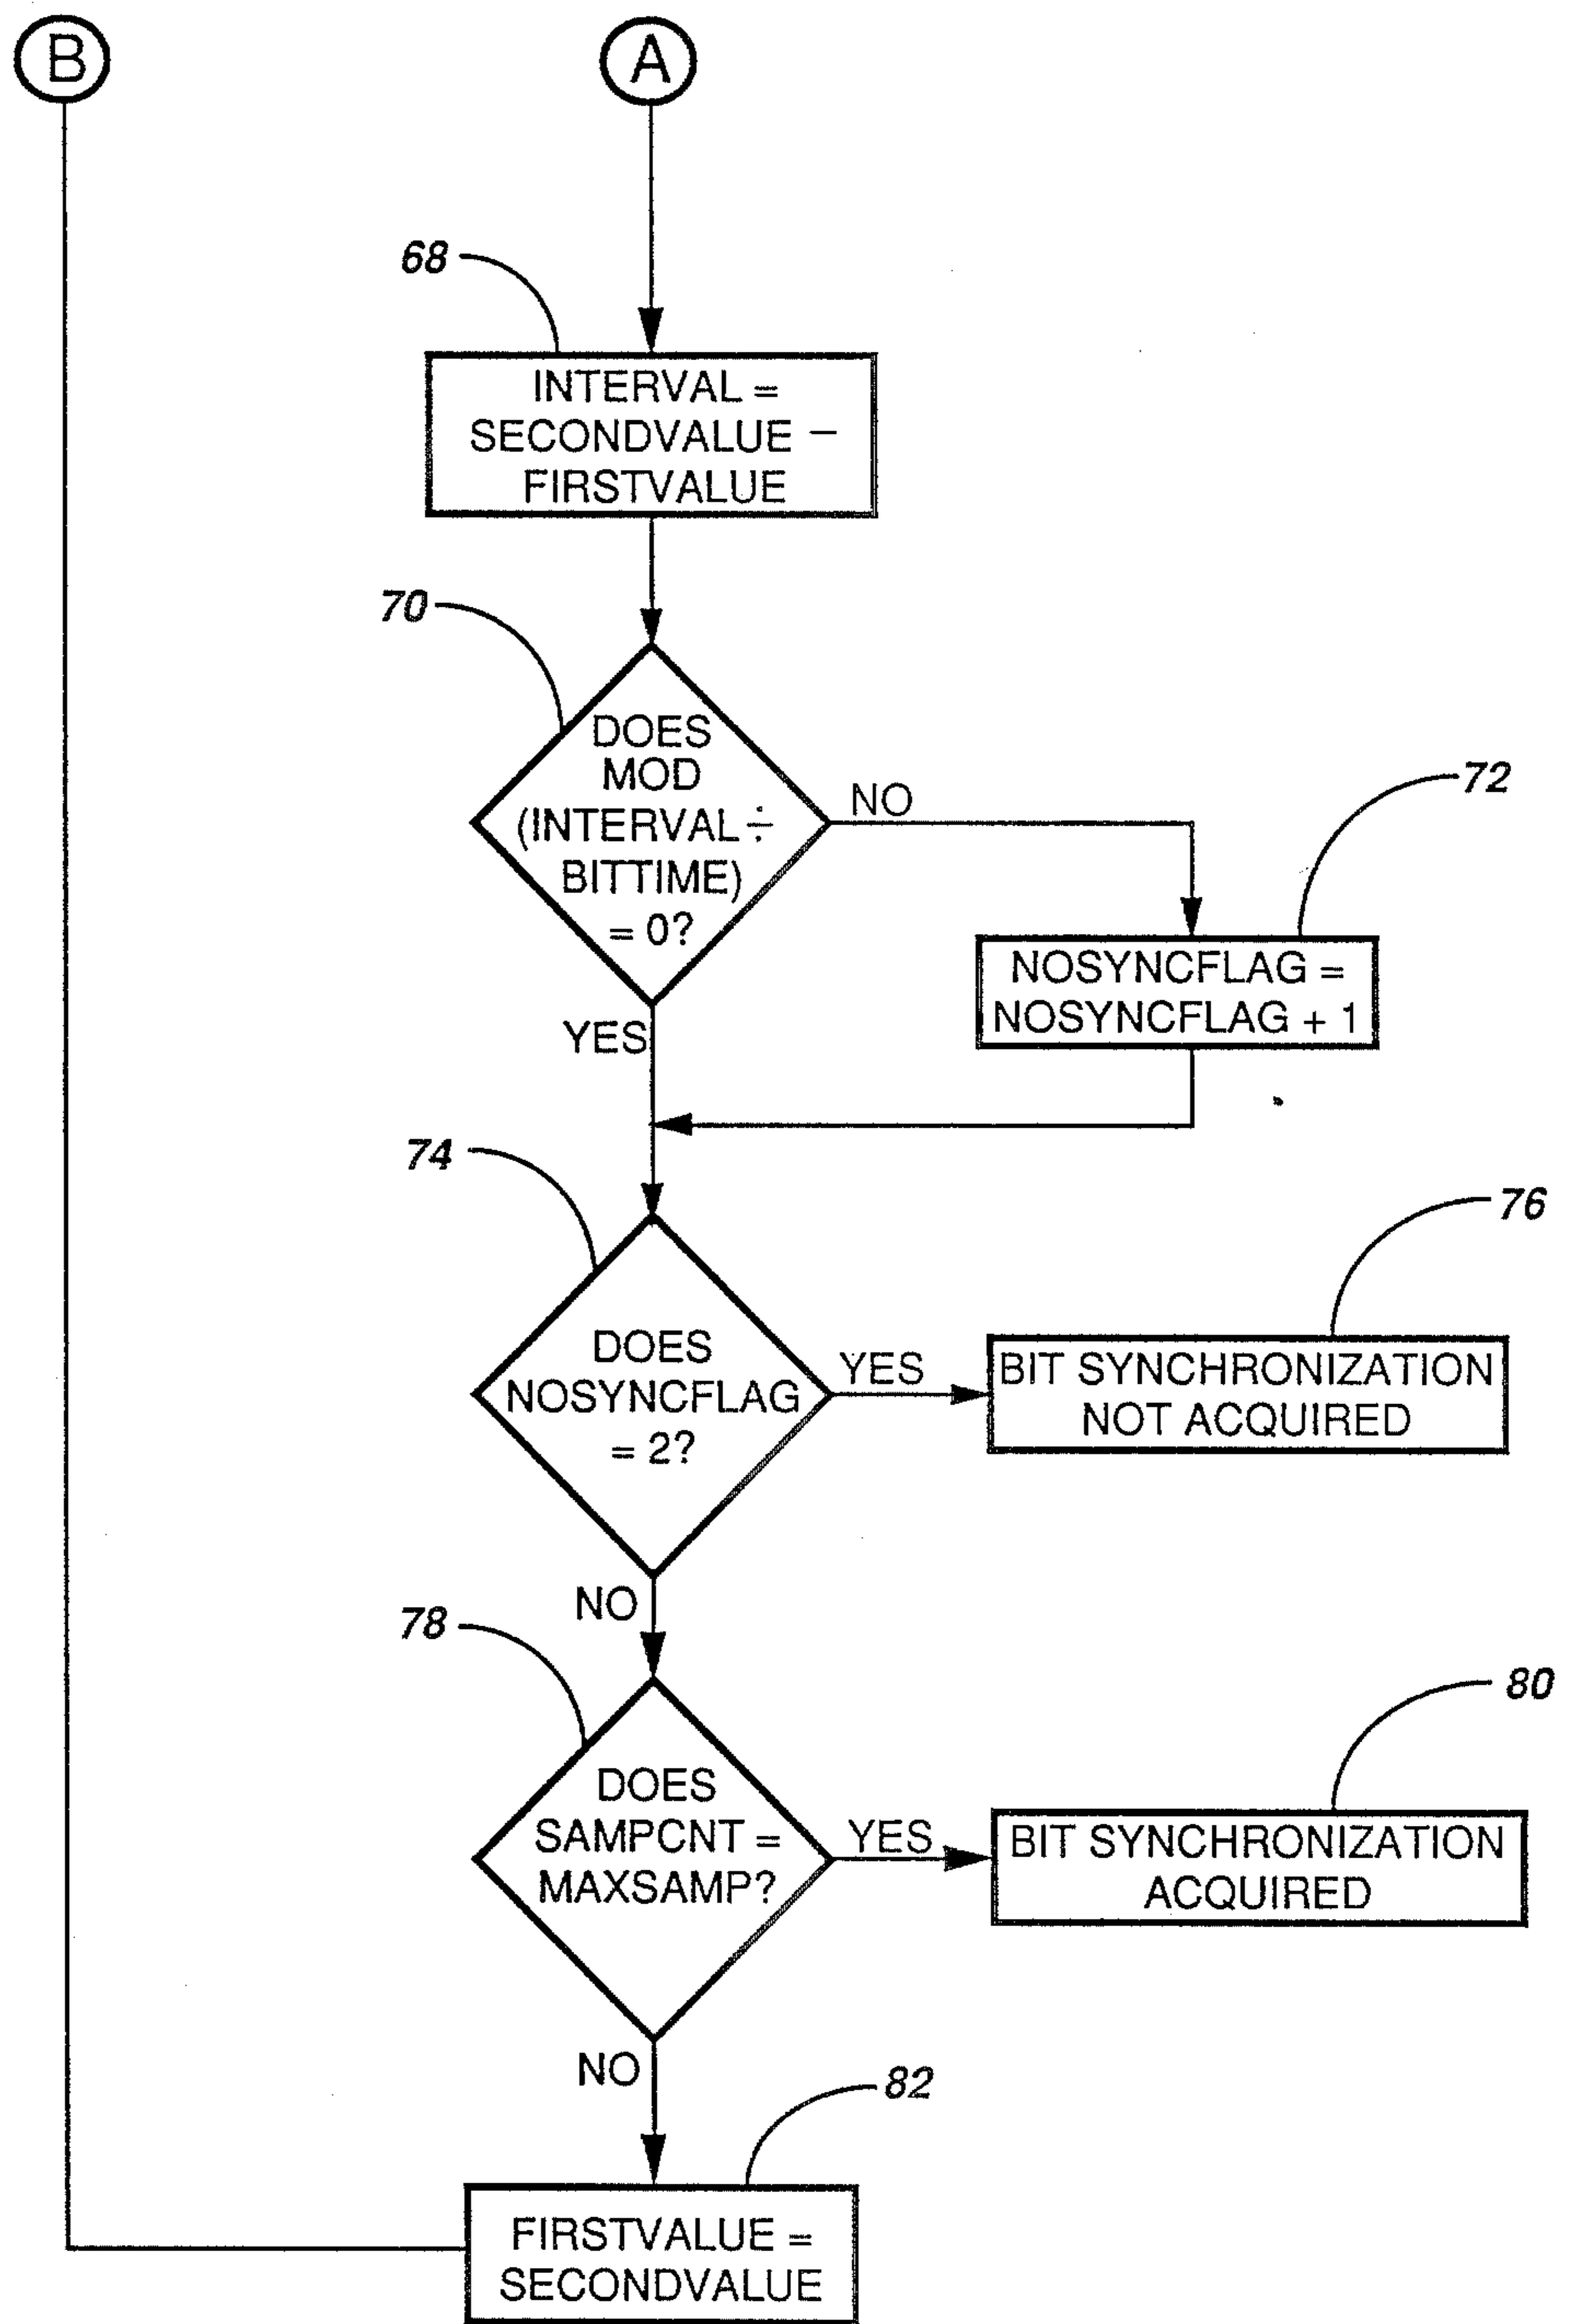 B
A
68
INTERVAL =
SECONDVALUE –
FIRSTVALUE
70
DOES
MOD
(INTERVAL ÷
BITTIME)
= 0?
NO
72
NOSYNCFLAG =
NOSYNCFLAG + 1
YES
74
DOES
NOSYNCFLAG
= 2?
YES
76
BIT SYNCHRONIZATION
NOT ACQUIRED
NO
78
DOES
SAMPCNT =
MAXSAMP?
YES
80
BIT SYNCHRONIZATION
ACQUIRED
NO
82
FIRSTVALUE =
SECONDVALUE